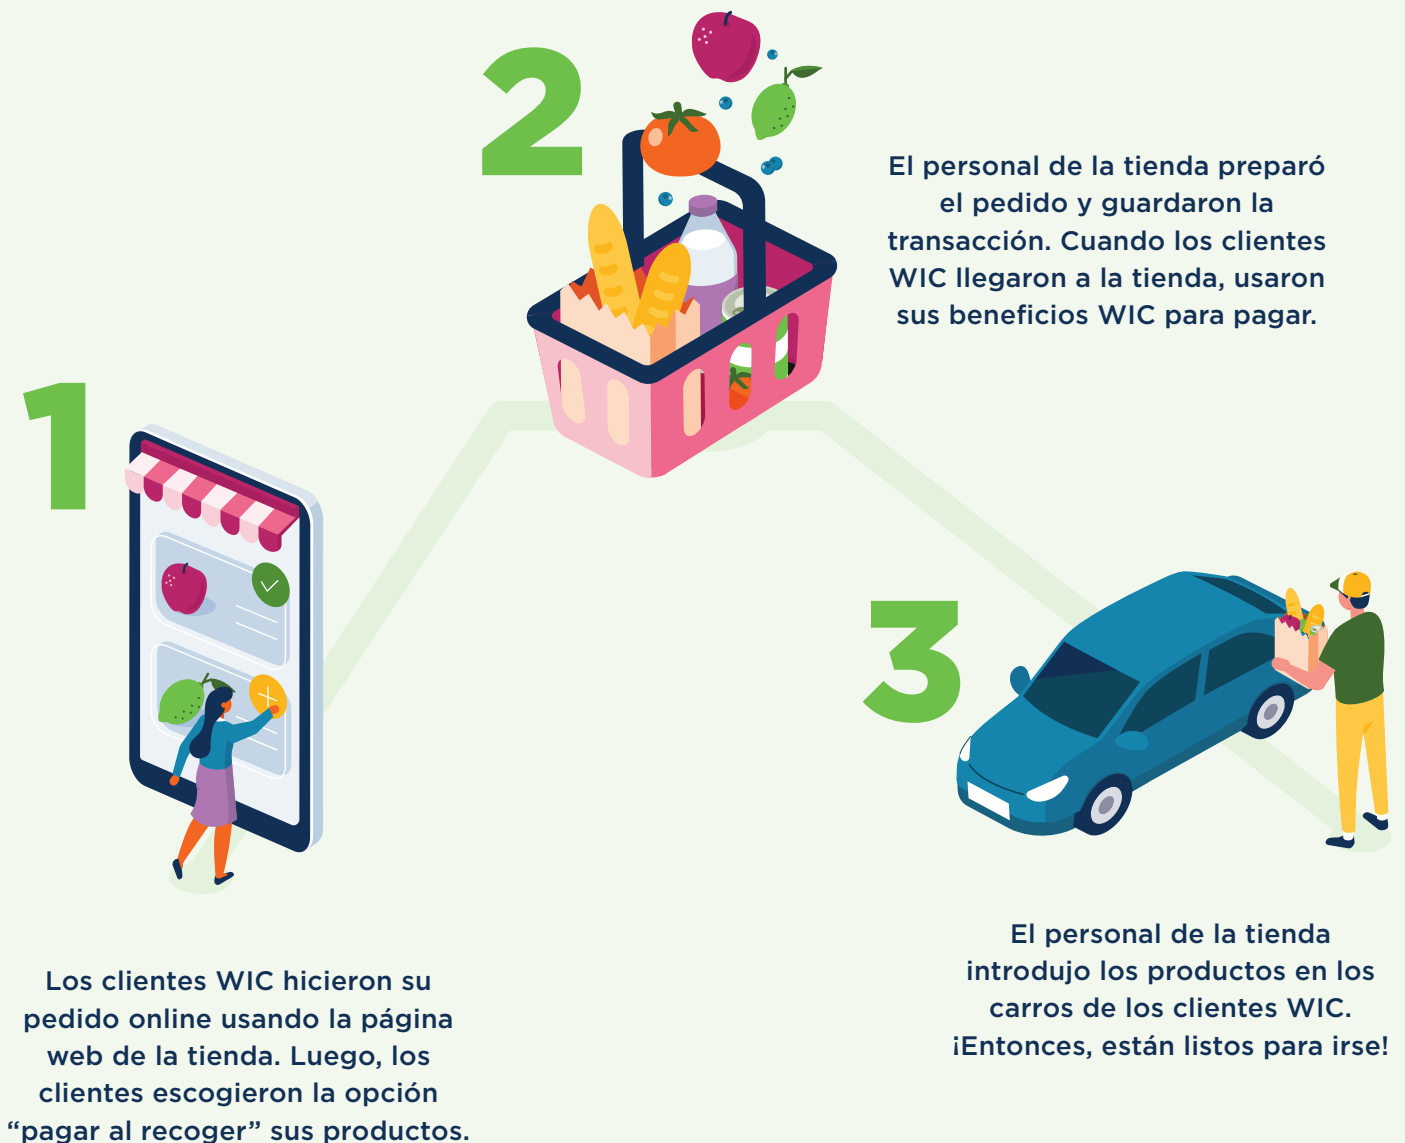 1
Los clientes WIC hicieron su
pedido online usando la página
web de la tienda. Luego, los
clientes escogieron la opción
“pagar al recoger” sus productos.
2
El personal de la tienda preparó
el pedido y guardaron la
transacción. Cuando los clientes
WIC llegaron a la tienda, usaron
sus beneficios WIC para pagar.
3
El personal de la tienda
introdujo los productos en los
carros de los clientes WIC.
¡Entonces, están listos para irse!